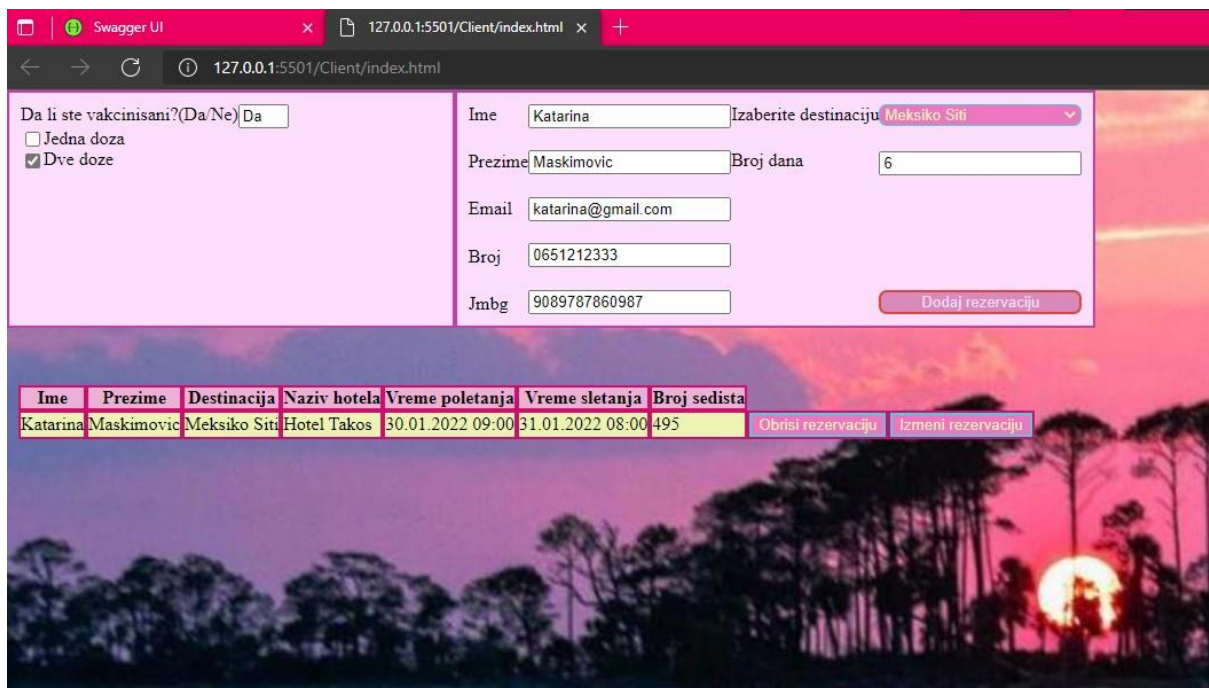 Swagger UI
127.0.0.1:5501/Client/index.html
127.0.0.1:5501/Client/index.html
Da li ste vakcinisani?(Da/Ne) Da
Jedna doza
Dve doze
Ime Katarina Izaberite destinaciju Meksiko Siti
Prezime Maskimovic Broj dana 6
Email katarina@gmail.com
Broj 0651212333
Jmbg 9089787860987 Dodaj rezervaciju
Ime Prezime Destinacija Naziv hotela Vreme poletanja Vreme sletanja Broj sedista
Katarina Maskimovic Meksiko Siti Hotel Takos 30.01.2022 09:00 31.01.2022 08:00 495 Obrisi rezervaciju Izmeni rezervaciju